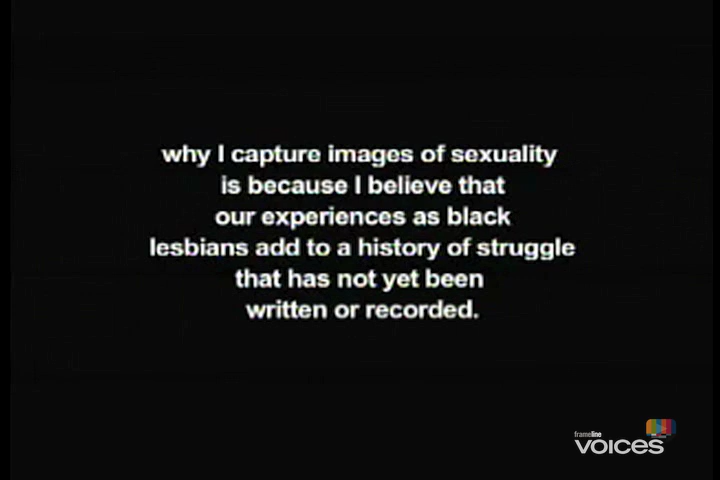 why I capture images of sexuality
is because I believe that
our experiences as black
lesbians add to a history of struggle
that has not yet been
written or recorded.
frameline
voices